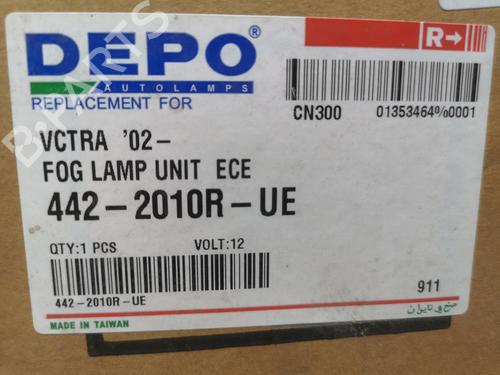 DEPO®
AUTOLAMPS
REPLACEMENT FOR
R→
CN300
01353464%0001
VCTRA '02-
FOG LAMP UNIT ECE
442-2010R-UE
QTY:1 PCS
VOLT:12
442-2010R-UE
911
MADE IN TAIWAN
B-PARTS